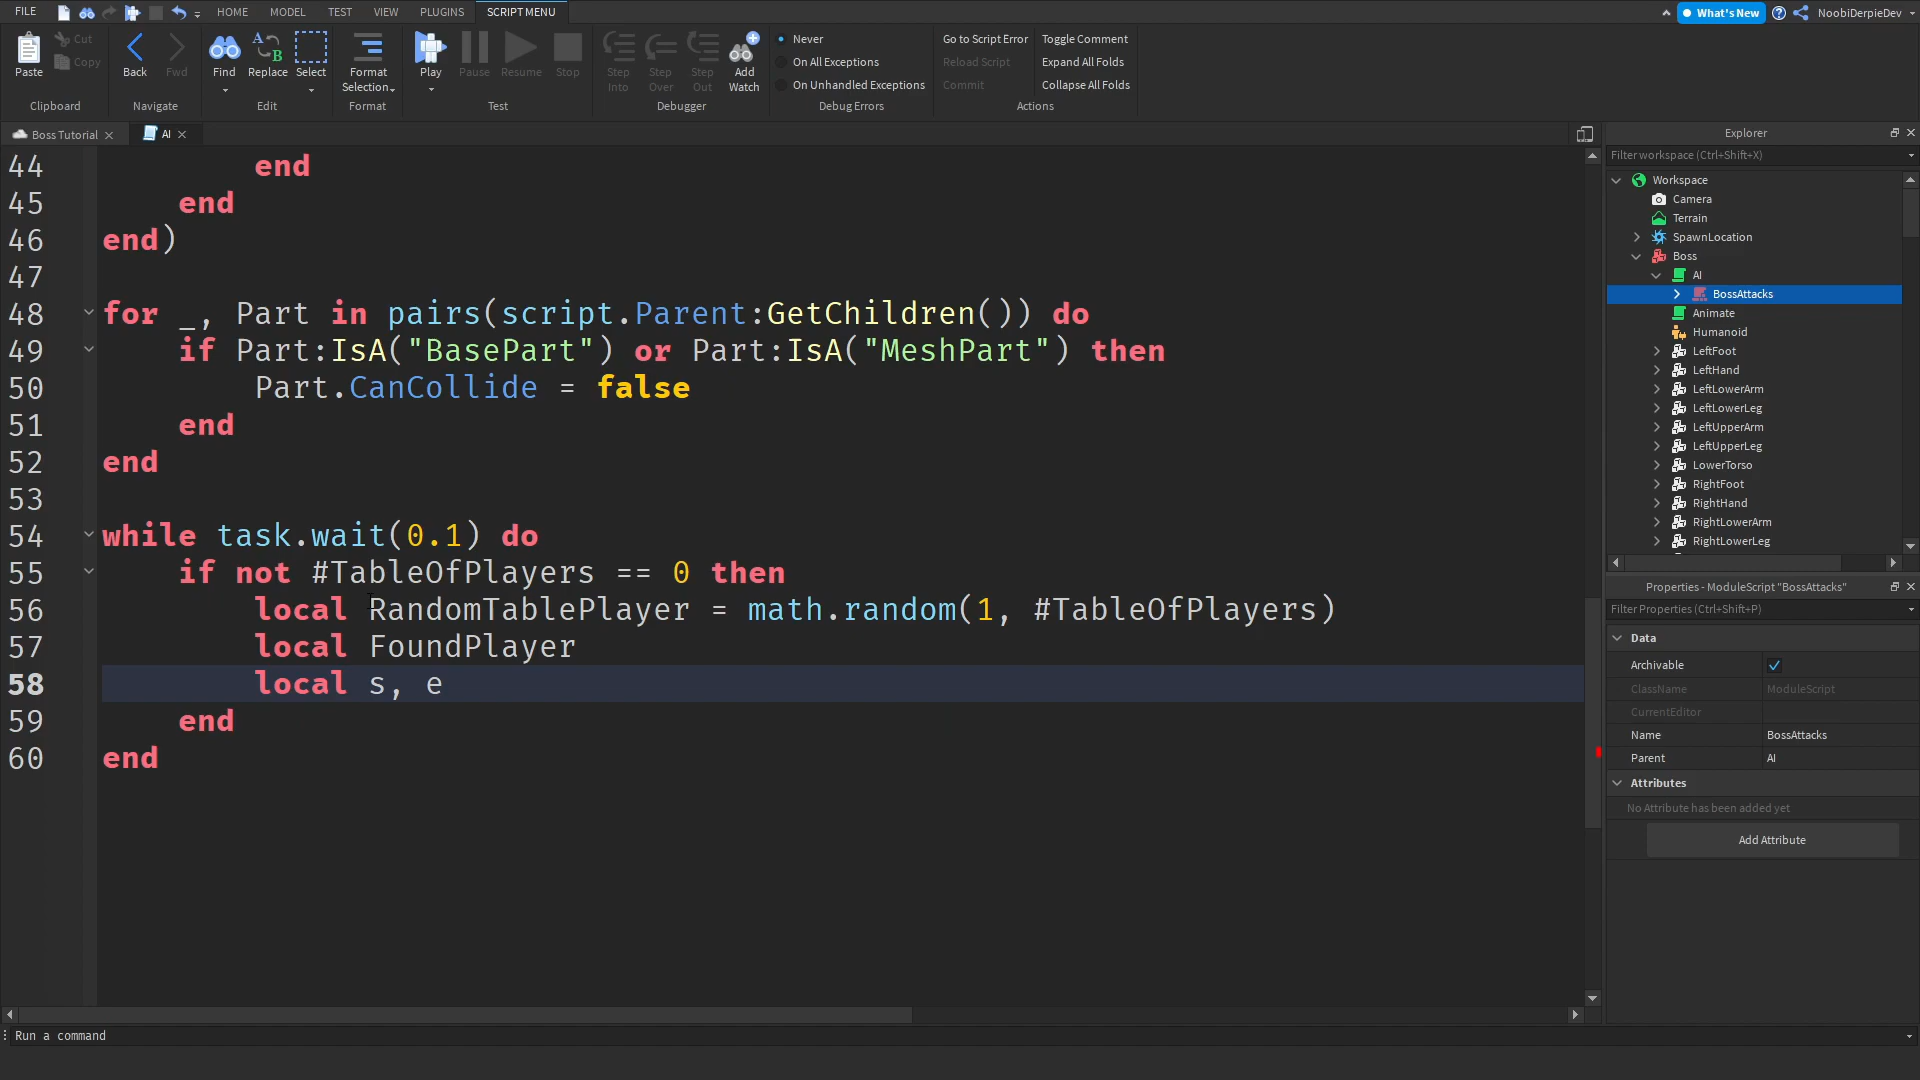 FILE HOME MODEL TEST VIEW PLUGINS SCRIPT MENU What's New NoobiDerpieDev
Paste Cut Copy Clipboard
Back Fwd Navigate
Find Replace Select Edit
Format Selection Format
Play Pause Resume Stop Test
Step Into Step Over Step Out Add Watch Debugger
Never
On All Exceptions
On Unhandled Exceptions
Debug Errors
Go to Script Error Toggle Comment
Reload Script Expand All Folds
Commit Collapse All Folds
Actions
Boss Tutorial AI
44 end
45 end
46 end)
47
48 for _, Part in pairs(script.Parent:GetChildren()) do
49 if Part:IsA("BasePart") or Part:IsA("MeshPart") then
50 Part.CanCollide = false
51 end
52 end
53
54 while task.wait(0.1) do
55 if not #TableOfPlayers == 0 then
56 local RandomTablePlayer = math.random(1, #TableOfPlayers)
57 local FoundPlayer
58 local s, e
59 end
60 end
Explorer
Filter workspace (Ctrl+Shift+X)
Workspace
Camera
Terrain
SpawnLocation
Boss
AI
BossAttacks
Animate
Humanoid
LeftFoot
LeftHand
LeftLowerArm
LeftLowerLeg
LeftUpperArm
LeftUpperLeg
LowerTorso
RightFoot
RightHand
RightLowerArm
RightLowerLeg
Properties - ModuleScript "BossAttacks"
Filter Properties (Ctrl+Shift+P)
Data
Archivable
ClassName ModuleScript
CurrentEditor
Name BossAttacks
Parent AI
Attributes
No Attribute has been added yet
Add Attribute
Run a command